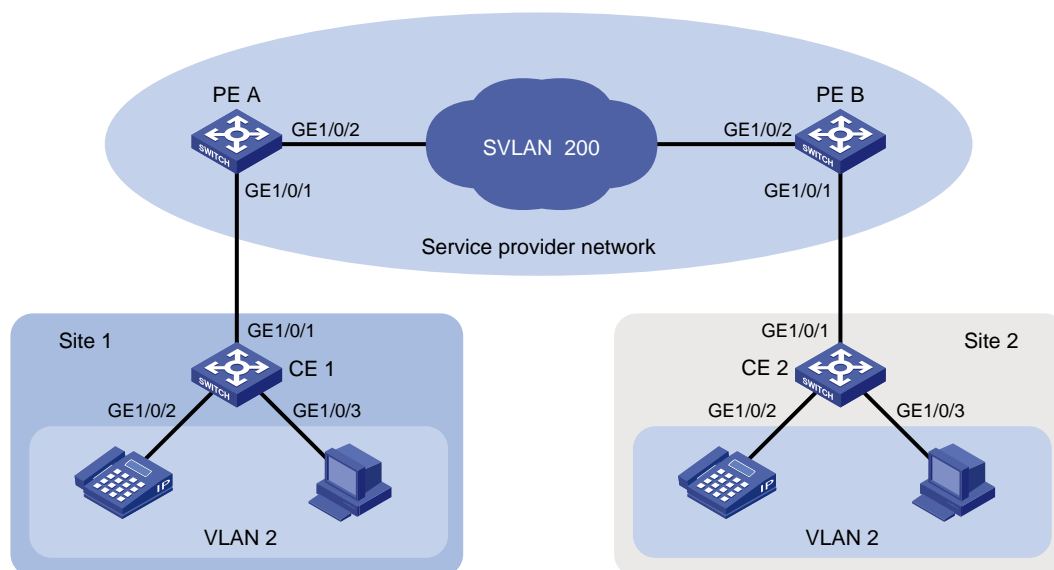 PE A
PE B
GE1/0/2
SVLAN 200
GE1/0/2
SWITCH
SWITCH
GE1/0/1
GE1/0/1
Service provider network
Site 1
GE1/0/1
GE1/0/1
Site 2
CE 1
CE 2
SWITCH
SWITCH
GE1/0/2
GE1/0/3
GE1/0/2
GE1/0/3
IP
IP
VLAN 2
VLAN 2